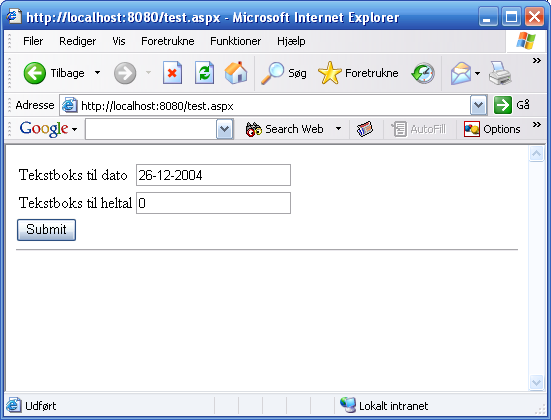 http://localhost:8080/test.aspx - Microsoft Internet Explorer
Filer Rediger Vis Foretrukne Funktioner Hjælp
Tilbage Søg Foretrukne
Adresse http://localhost:8080/test.aspx Gå
Google Search Web AutoFill Options
Tekstboks til dato 26-12-2004
Tekstboks til heltal 0
Submit
Udført Lokalt intranet